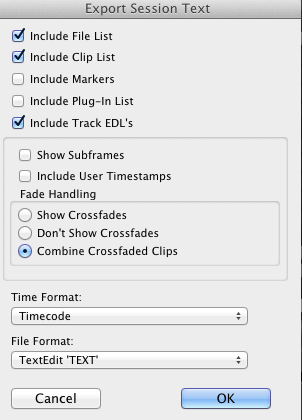 Export Session Text
Include File List
Include Clip List
Include Markers
Include Plug-In List
Include Track EDL's
Show Subframes
Include User Timestamps
Fade Handling
Show Crossfades
Don't Show Crossfades
Combine Crossfaded Clips
Time Format:
Timecode
File Format:
TextEdit 'TEXT'
Cancel OK